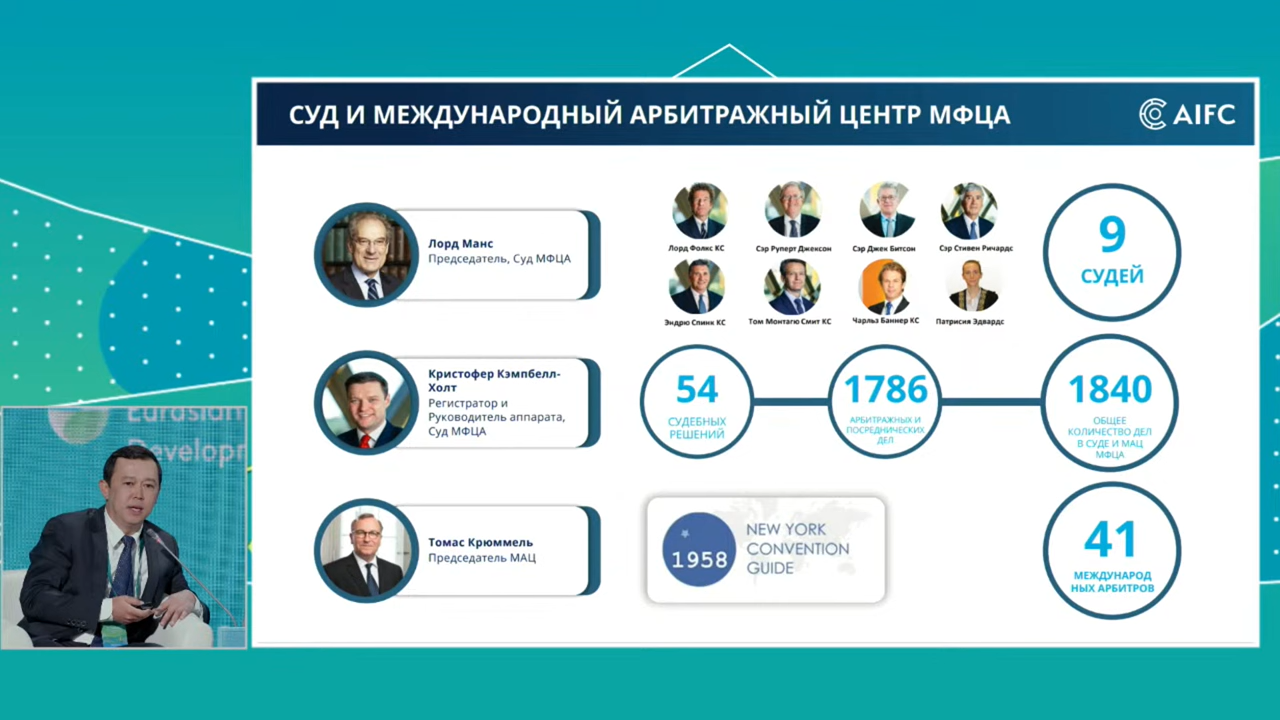 СУД И МЕЖДУНАРОДНЫЙ АРБИТРАЖНЫЙ ЦЕНТР МФЦА
AIFC
Лорд Манс
Председатель, Суд МФЦА
Лорд Фолкс КС
Сэр Руперт Джексон
Сэр Джек Битсон
Сэр Стивен Ричардс
Эндрю Спинк КС
Том Монтагю Смит КС
Чарльз Баннер КС
Патрисия Эдвардс
9
СУДЕЙ
Кристофер Кэмпбелл-
Холт
Регистратор и
Руководитель аппарата,
Суд МФЦА
54
СУДЕБНЫХ
РЕШЕНИЙ
1786
АРБИТРАЖНЫХ И
ПОСРЕДНИЧЕСКИХ
ДЕЛ
1840
ОБЩЕЕ
КОЛИЧЕСТВО ДЕЛ
В СУДЕ И МАЦ
МФЦА
Томас Крюммель
Председатель МАЦ
1958
NEW YORK
CONVENTION
GUIDE
41
МЕЖДУНАРОД
НЫХ АРБИТРОВ
Eurasian
Developm